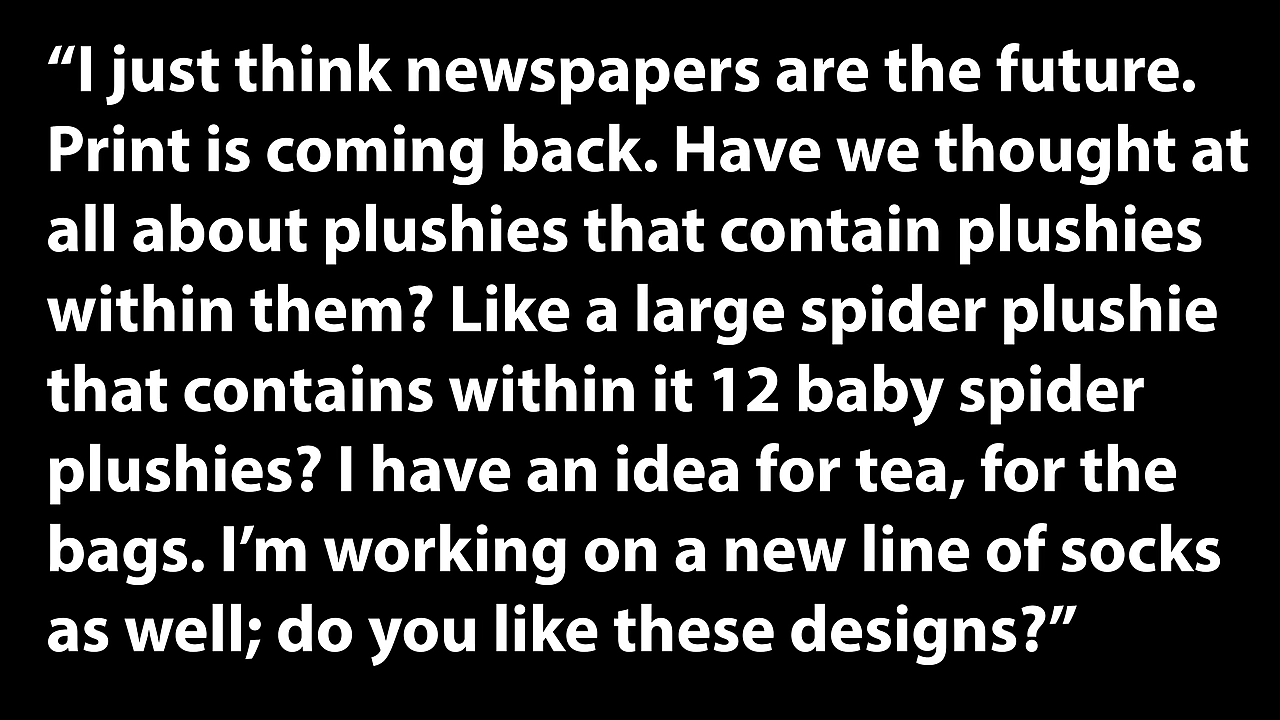 “I just think newspapers are the future.
Print is coming back. Have we thought at
all about plushies that contain plushies
within them? Like a large spider plushie
that contains within it 12 baby spider
plushies? I have an idea for tea, for the
bags. I’m working on a new line of socks
as well; do you like these designs?”